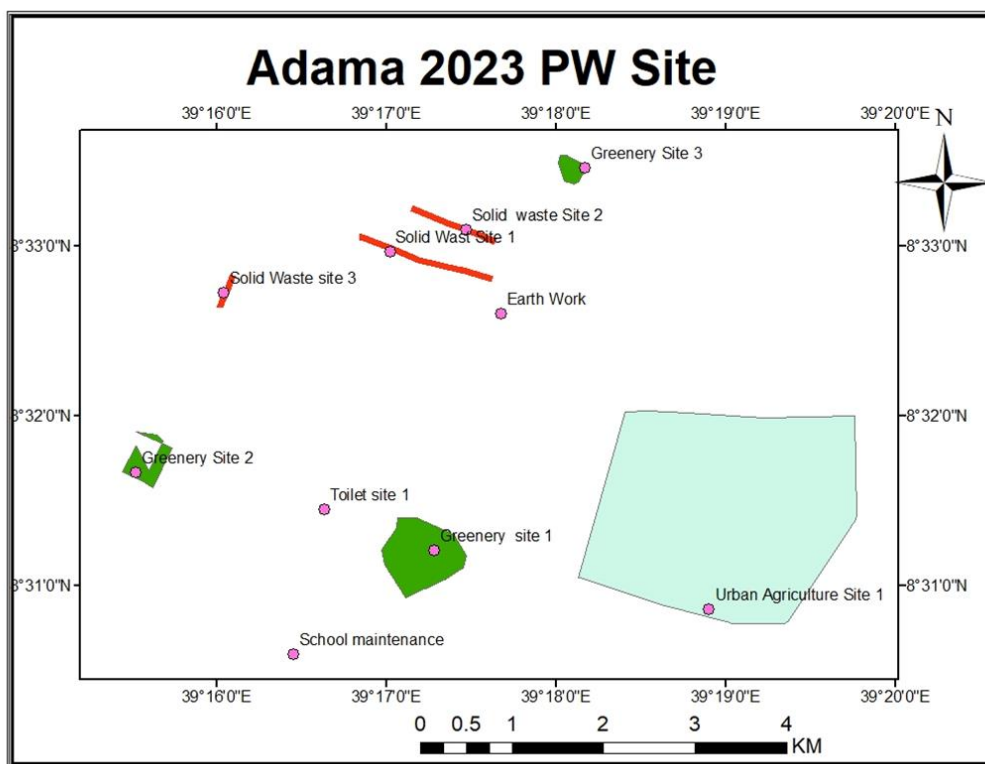 Adama 2023 PW Site
39°16'0"E 39°17'0"E 39°18'0"E 39°19'0"E 39°20'0"E
N
Greenery Site 3
Solid waste Site 2
Solid Wast Site 1
8°33'0"N 8°33'0"N
Solid Waste site 3
Earth Work
8°32'0"N 8°32'0"N
Greenery Site 2
Toilet site 1
Greenery site 1
8°31'0"N 8°31'0"N
Urban Agriculture Site 1
School maintenance
39°16'0"E 39°17'0"E 39°18'0"E 39°19'0"E 39°20'0"E
0 0.5 1 2 3 4
KM